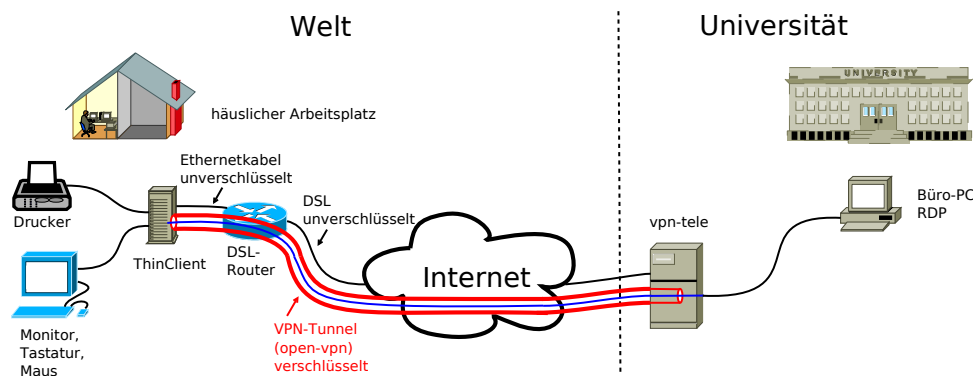 Welt
Universität
UNIVERSITY
häuslicher Arbeitsplatz
Ethernetkabel
unverschlüsselt
Drucker
DSL
unverschlüsselt
vpn-tele
Büro-PC
RDP
ThinClient
DSL-
Router
Internet
Monitor,
Tastatur,
Maus
VPN-Tunnel
(open-vpn)
verschlüsselt